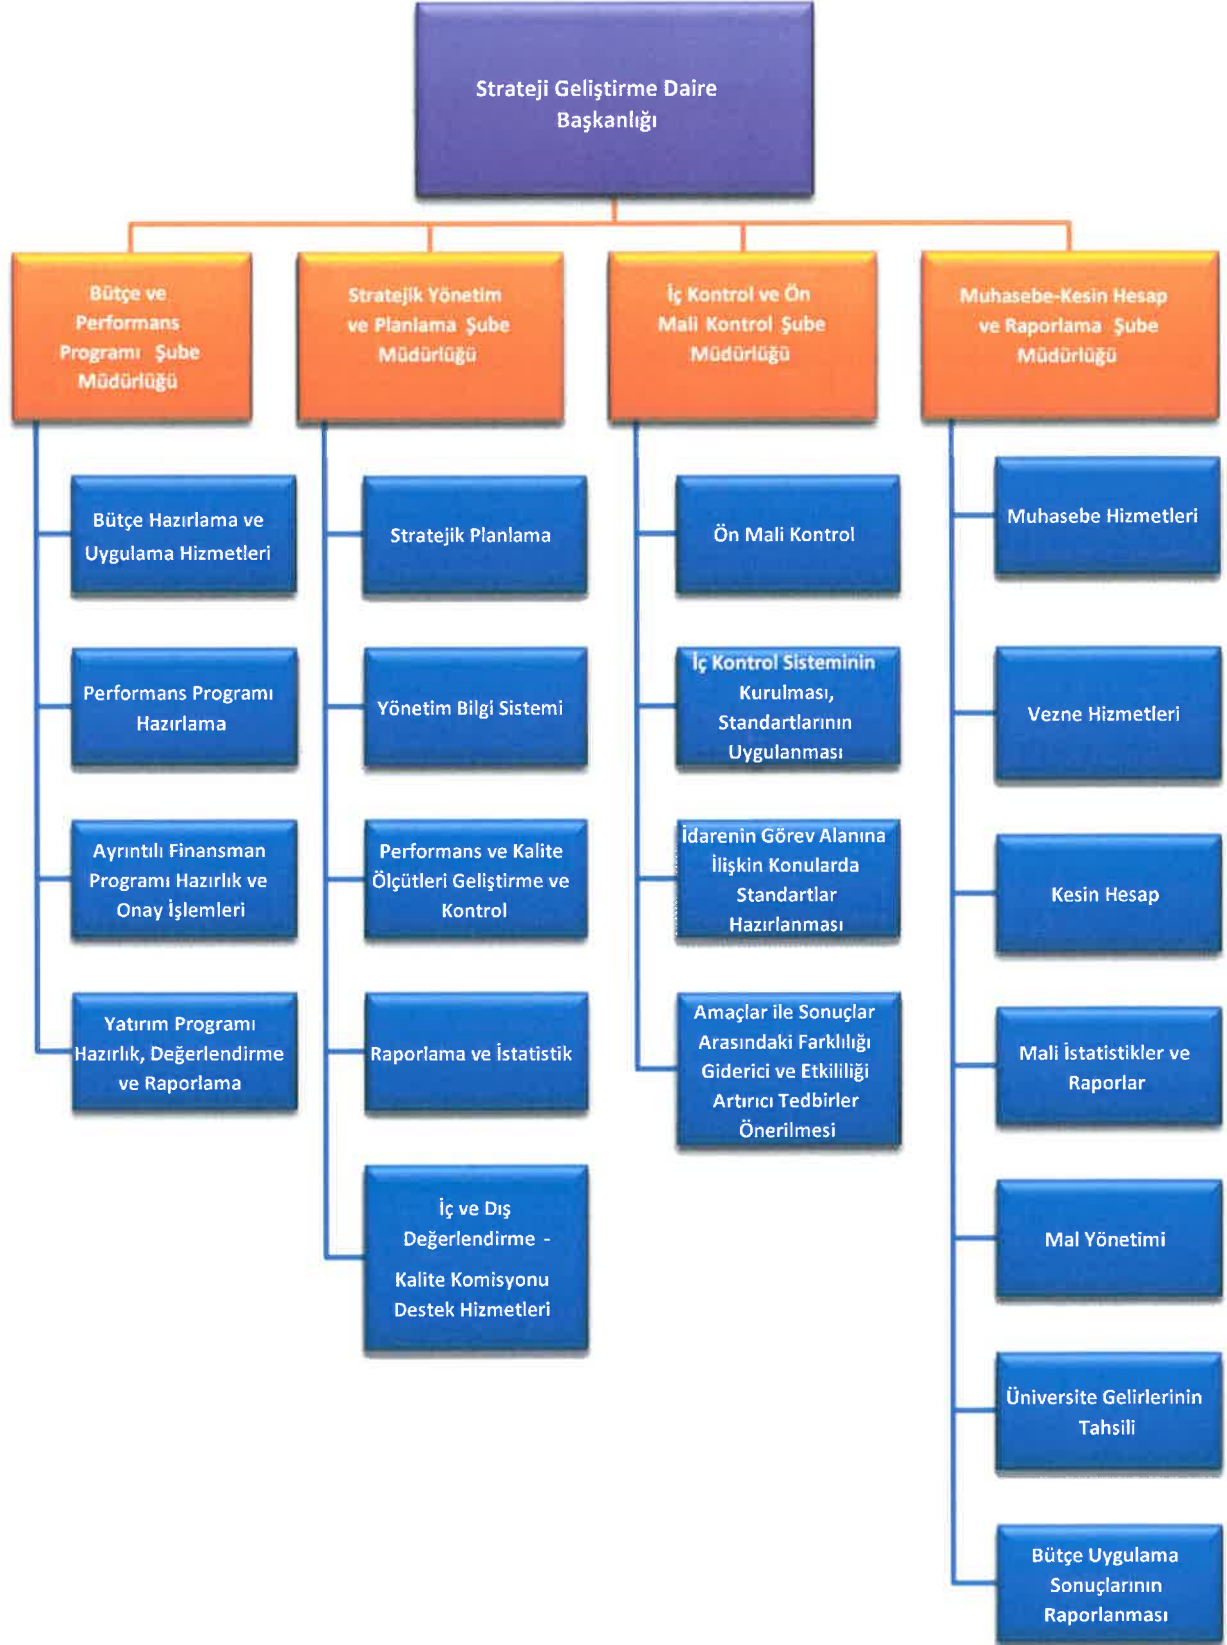 Strateji Geliştirme Daire
Başkanlığı
Bütçe ve
Performans
Programı Şube
Müdürlüğü
Bütçe Hazırlama ve
Uygulama Hizmetleri
Performans Programı
Hazırlama
Ayrıntılı Finansman
Programı Hazırlık ve
Onay İşlemleri
Yatırım Programı
Hazırlık, Değerlendirme
ve Raporlama
Stratejik Yönetim
ve Planlama Şube
Müdürlüğü
Stratejik Planlama
Yönetim Bilgi Sistemi
Performans ve Kalite
Ölçütleri Geliştirme ve
Kontrol
Raporlama ve İstatistik
İç ve Dış
Değerlendirme -
Kalite Komisyonu
Destek Hizmetleri
İç Kontrol ve Ön
Mali Kontrol Şube
Müdürlüğü
Ön Mali Kontrol
İç Kontrol Sisteminin
Kurulması,
Standartlarının
Uygulanması
İdarenin Görev Alanına
İlişkin Konularda
Standartlar
Hazırlanması
Amaçlar ile Sonuçlar
Arasındaki Farklılığı
Giderici ve Etkililiği
Artırıcı Tedbirler
Önerilmesi
Muhasebe-Kesin Hesap
ve Raporlama Şube
Müdürlüğü
Muhasebe Hizmetleri
Vezne Hizmetleri
Kesin Hesap
Mali İstatistikler ve
Raporlar
Mal Yönetimi
Üniversite Gelirlerinin
Tahsili
Bütçe Uygulama
Sonuçlarının
Raporlanması